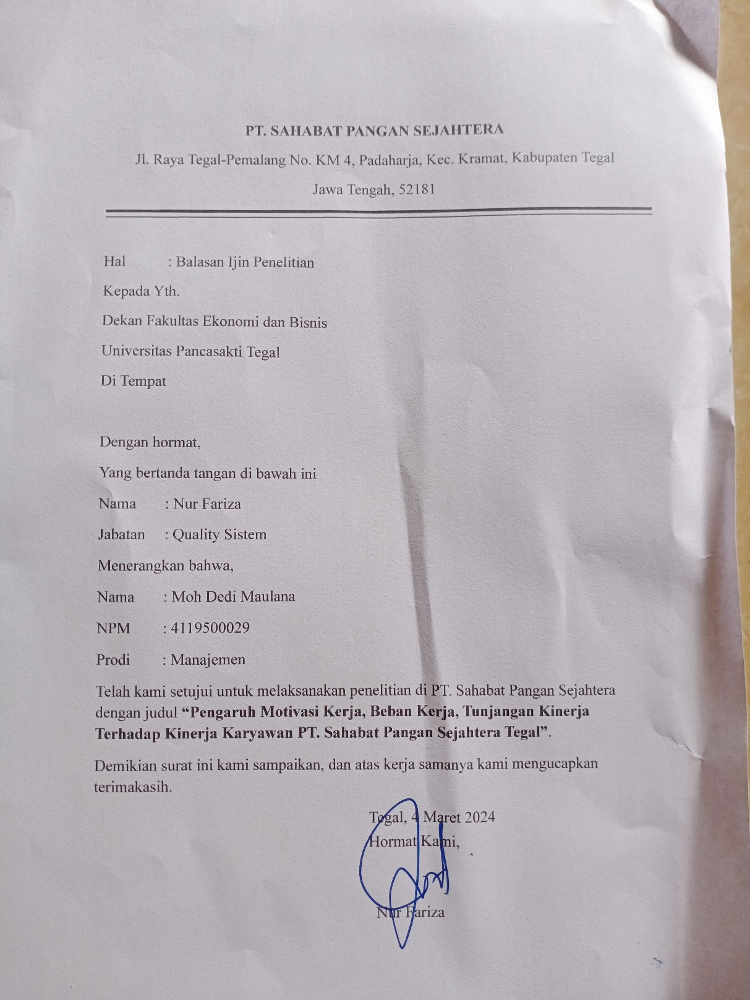 PT. SAHABAT PANGAN SEJAHTERA
Jl. Raya Tegal-Pemalang No. KM 4, Padaharja, Kec. Kramat, Kabupaten Tegal
Jawa Tengah, 52181
Hal : Balasan Ijin Penelitian
Kepada Yth.
Dekan Fakultas Ekonomi dan Bisnis
Universitas Pancasakti Tegal
Di Tempat
Dengan hormat,
Yang bertanda tangan di bawah ini
Nama : Nur Fariza
Jabatan : Quality Sistem
Menerangkan bahwa,
Nama : Moh Dedi Maulana
NPM : 4119500029
Prodi : Manajemen
Telah kami setujui untuk melaksanakan penelitian di PT. Sahabat Pangan Sejahtera
dengan judul “Pengaruh Motivasi Kerja, Beban Kerja, Tunjangan Kinerja
Terhadap Kinerja Karyawan PT. Sahabat Pangan Sejahtera Tegal”.
Demikian surat ini kami sampaikan, dan atas kerja samanya kami mengucapkan
terimakasih.
Tegal, 4 Maret 2024
Hormat Kami,
Nur Fariza